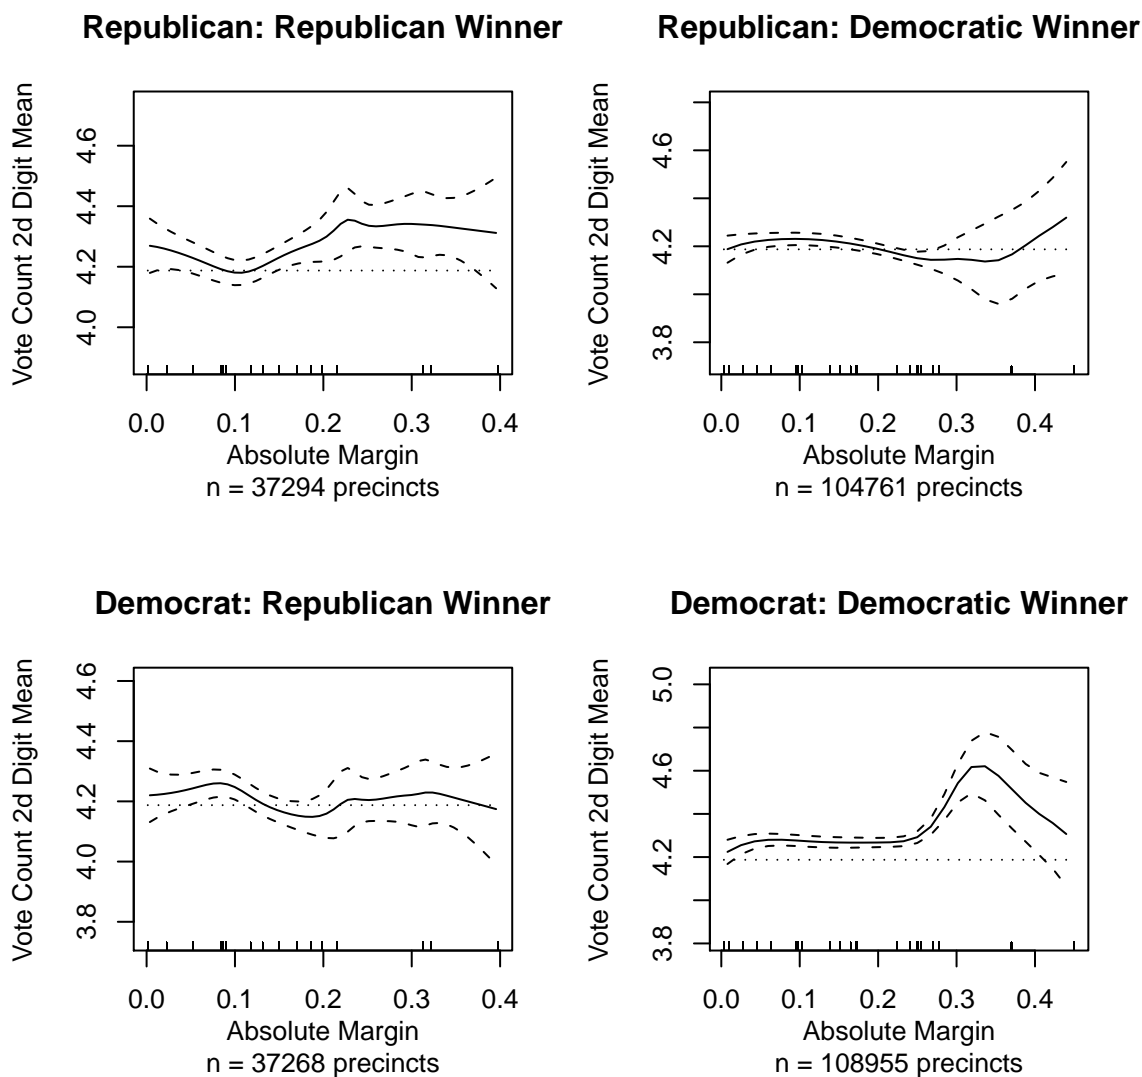 Republican: Republican Winner
Vote Count 2d Digit Mean
4.0 4.2 4.4 4.6
0.0 0.1 0.2 0.3 0.4
Absolute Margin
n = 37294 precincts
Republican: Democratic Winner
Vote Count 2d Digit Mean
3.8 4.2 4.6
0.0 0.1 0.2 0.3 0.4
Absolute Margin
n = 104761 precincts
Democrat: Republican Winner
Vote Count 2d Digit Mean
3.8 4.0 4.2 4.4 4.6
0.0 0.1 0.2 0.3 0.4
Absolute Margin
n = 37268 precincts
Democrat: Democratic Winner
Vote Count 2d Digit Mean
3.8 4.2 4.6 5.0
0.0 0.1 0.2 0.3 0.4
Absolute Margin
n = 108955 precincts